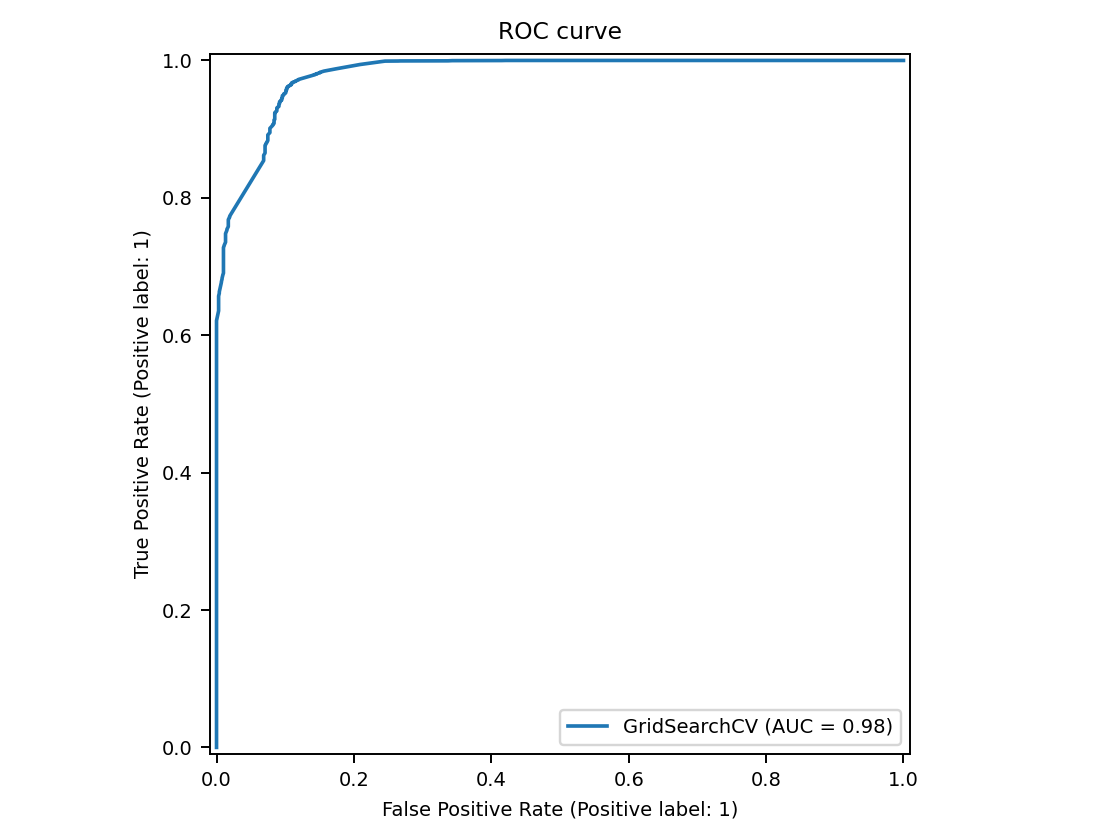 ROC curve
True Positive Rate (Positive label: 1)
1.0
0.8
0.6
0.4
0.2
0.0
GridSearchCV (AUC = 0.98)
0.0 0.2 0.4 0.6 0.8 1.0
False Positive Rate (Positive label: 1)